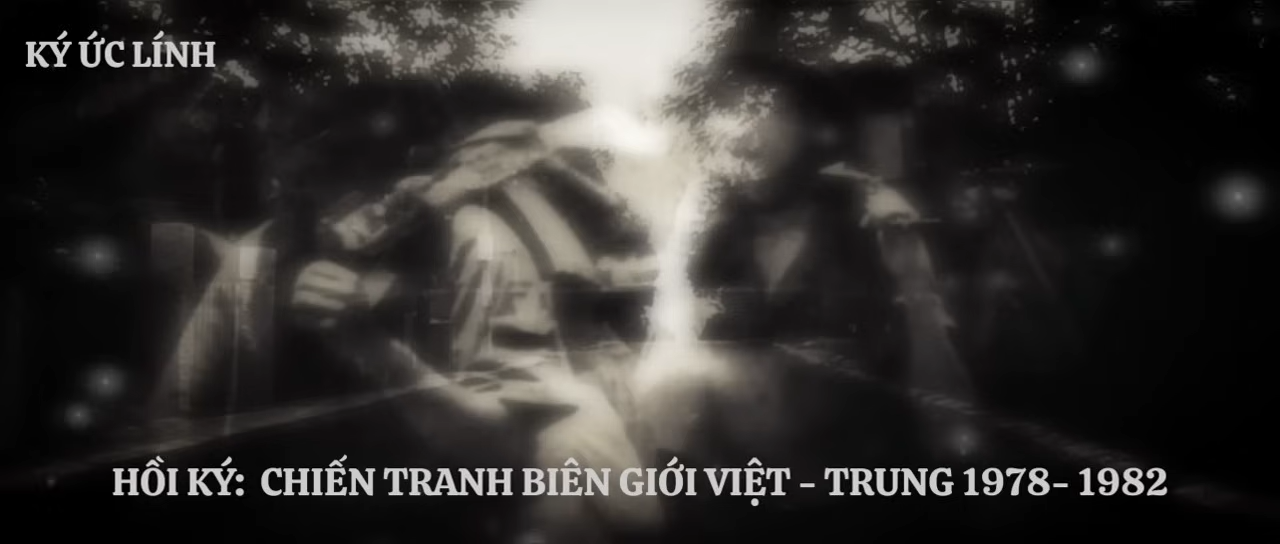 KÝ ỨC LÍNH
HỒI KÝ: CHIẾN TRANH BIÊN GIỚI VIỆT - TRUNG 1978- 1982